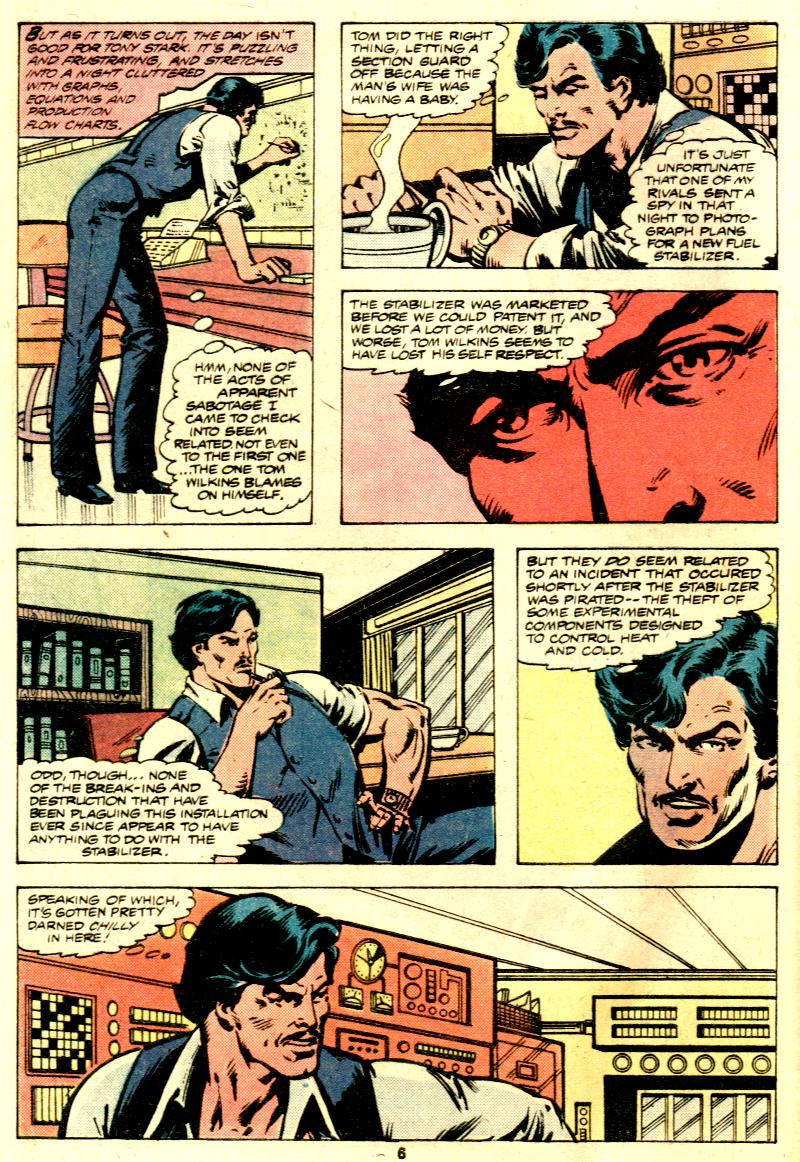 BUT AS IT TURNS OUT, THE DAY ISN'T
GOOD FOR TONY STARK. IT'S PUZZLING
AND FRUSTRATING, AND STRETCHES
INTO A NIGHT CLUTTERED
WITH GRAPHS,
EQUATIONS AND
PRODUCTION
FLOW CHARTS.
HMM, NONE OF
THE ACTS OF
APPARENT
SABOTAGE I
CAME TO CHECK
INTO SEEM
RELATED. NOT EVEN
TO THE FIRST ONE
...THE ONE TOM
WILKINS BLAMES
ON HIMSELF.
TOM DID THE RIGHT
THING, LETTING A
SECTION GUARD
OFF BECAUSE THE
MAN'S WIFE WAS
HAVING A BABY.
IT'S JUST
UNFORTUNATE
THAT ONE OF MY
RIVALS SENT A
SPY IN THAT
NIGHT TO PHOTO-
GRAPH PLANS
FOR A NEW FUEL
STABILIZER.
THE STABILIZER WAS MARKETED
BEFORE WE COULD PATENT IT, AND
WE LOST A LOT OF MONEY. BUT
WORSE, TOM WILKINS SEEMS TO
HAVE LOST HIS SELF RESPECT.
ODD, THOUGH... NONE
OF THE BREAK-INS AND
DESTRUCTION THAT HAVE
BEEN PLAGUING THIS INSTALLATION
EVER SINCE APPEAR TO HAVE
ANYTHING TO DO WITH THE
STABILIZER.
BUT THEY DO SEEM RELATED
TO AN INCIDENT THAT OCCURED
SHORTLY AFTER THE STABILIZER
WAS PIRATED-- THE THEFT OF
SOME EXPERIMENTAL
COMPONENTS DESIGNED
TO CONTROL HEAT
AND COLD.
SPEAKING OF WHICH,
IT'S GOTTEN PRETTY
DARNED CHILLY
IN HERE!
6